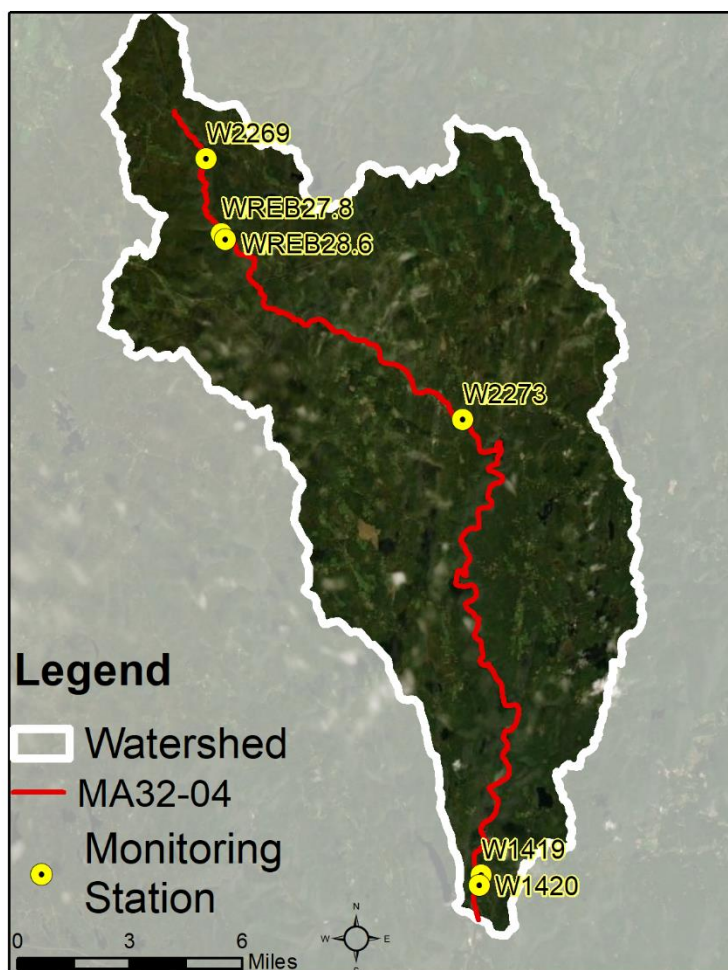 W2269
WREB27.8
WREB28.6
W2273
W1419
W1420
Legend
Watershed
MA32-04
Monitoring
Station
N
W E
S
0 3 6
Miles